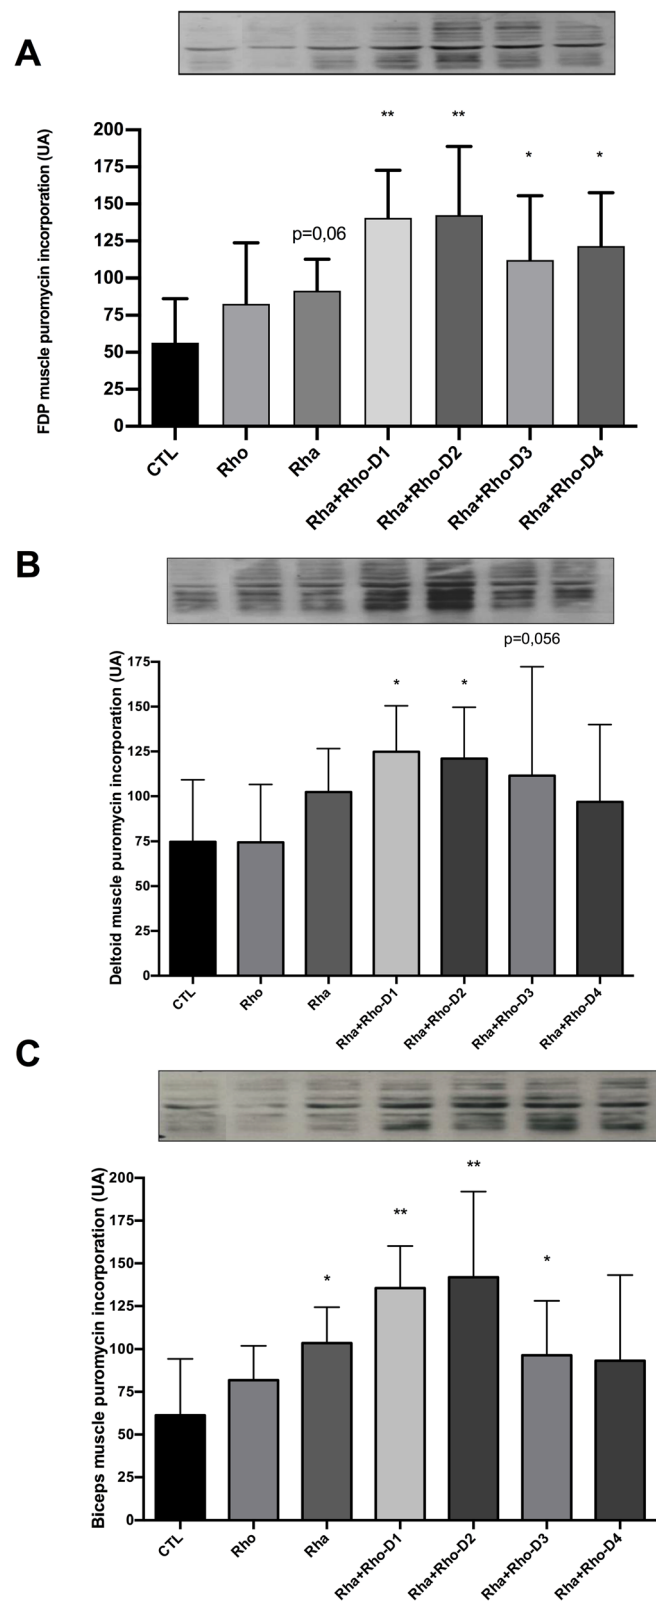 A
FDP muscle puromycin incorporation (UA)
** ** * *
p=0,06
200
175
150
125
100
75
50
25
0
CTL Rho Rha Rha+Rho-D1 Rha+Rho-D2 Rha+Rho-D3 Rha+Rho-D4
B
Deltoid muscle puromycin incorporation (UA)
p=0,056
* *
175
150
125
100
75
50
25
0
CTL Rho Rha Rha+Rho-D1 Rha+Rho-D2 Rha+Rho-D3 Rha+Rho-D4
C
Biceps muscle puromycin incorporation (UA)
* ** ** *
200
175
150
125
100
75
50
25
0
CTL Rho Rha Rha+Rho-D1 Rha+Rho-D2 Rha+Rho-D3 Rha+Rho-D4